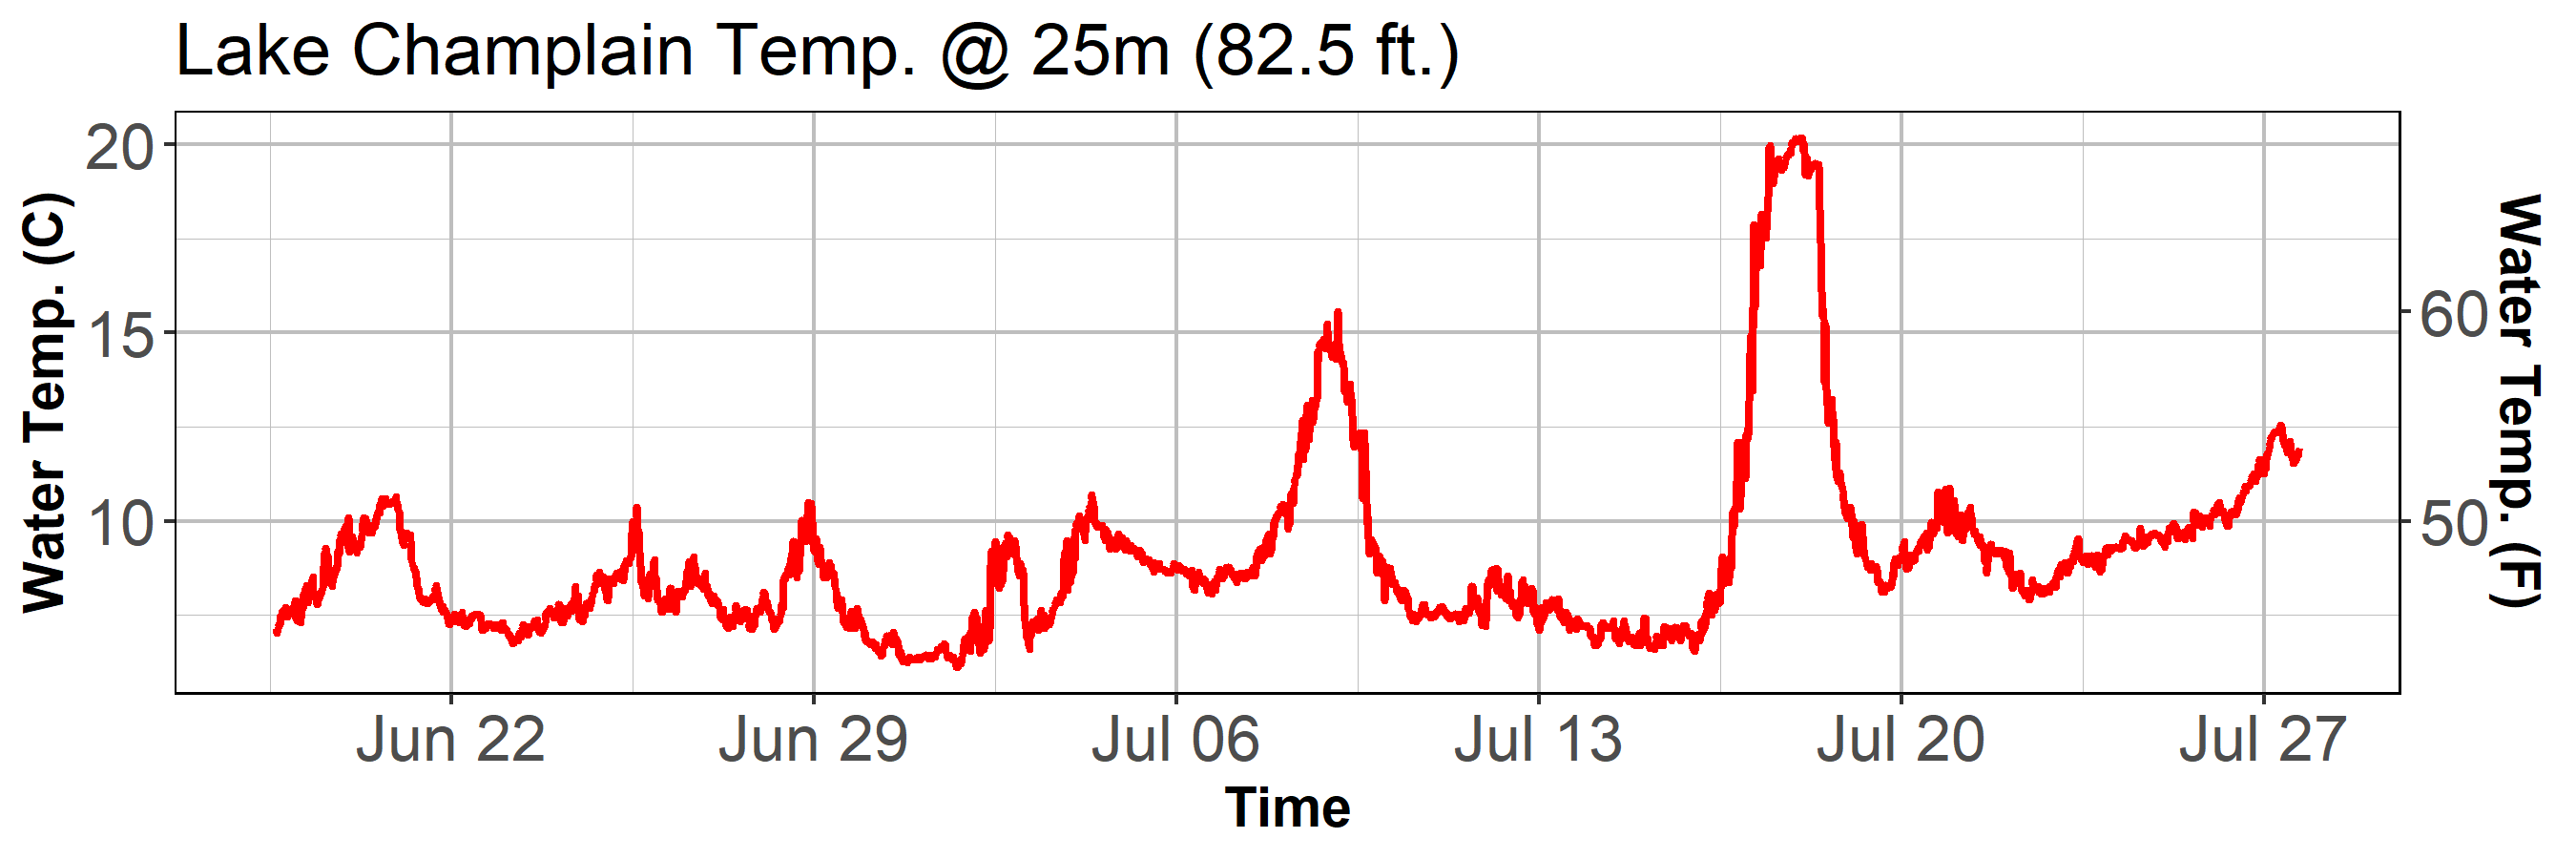 Lake Champlain Temp. @ 25m (82.5 ft.)
Water Temp. (C)
20
15
10
60
50
Water Temp. (F)
Jun 22 Jun 29 Jul 06 Jul 13 Jul 20 Jul 27
Time